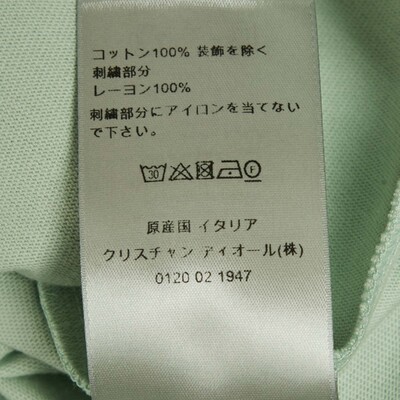 コットン100% 装飾を除く
刺繍部分
レーヨン100%
刺繍部分にアイロンを当てない
で下さい。
30 F
原産国 イタリア
クリスチャン ディオール(株)
0120 02 1947